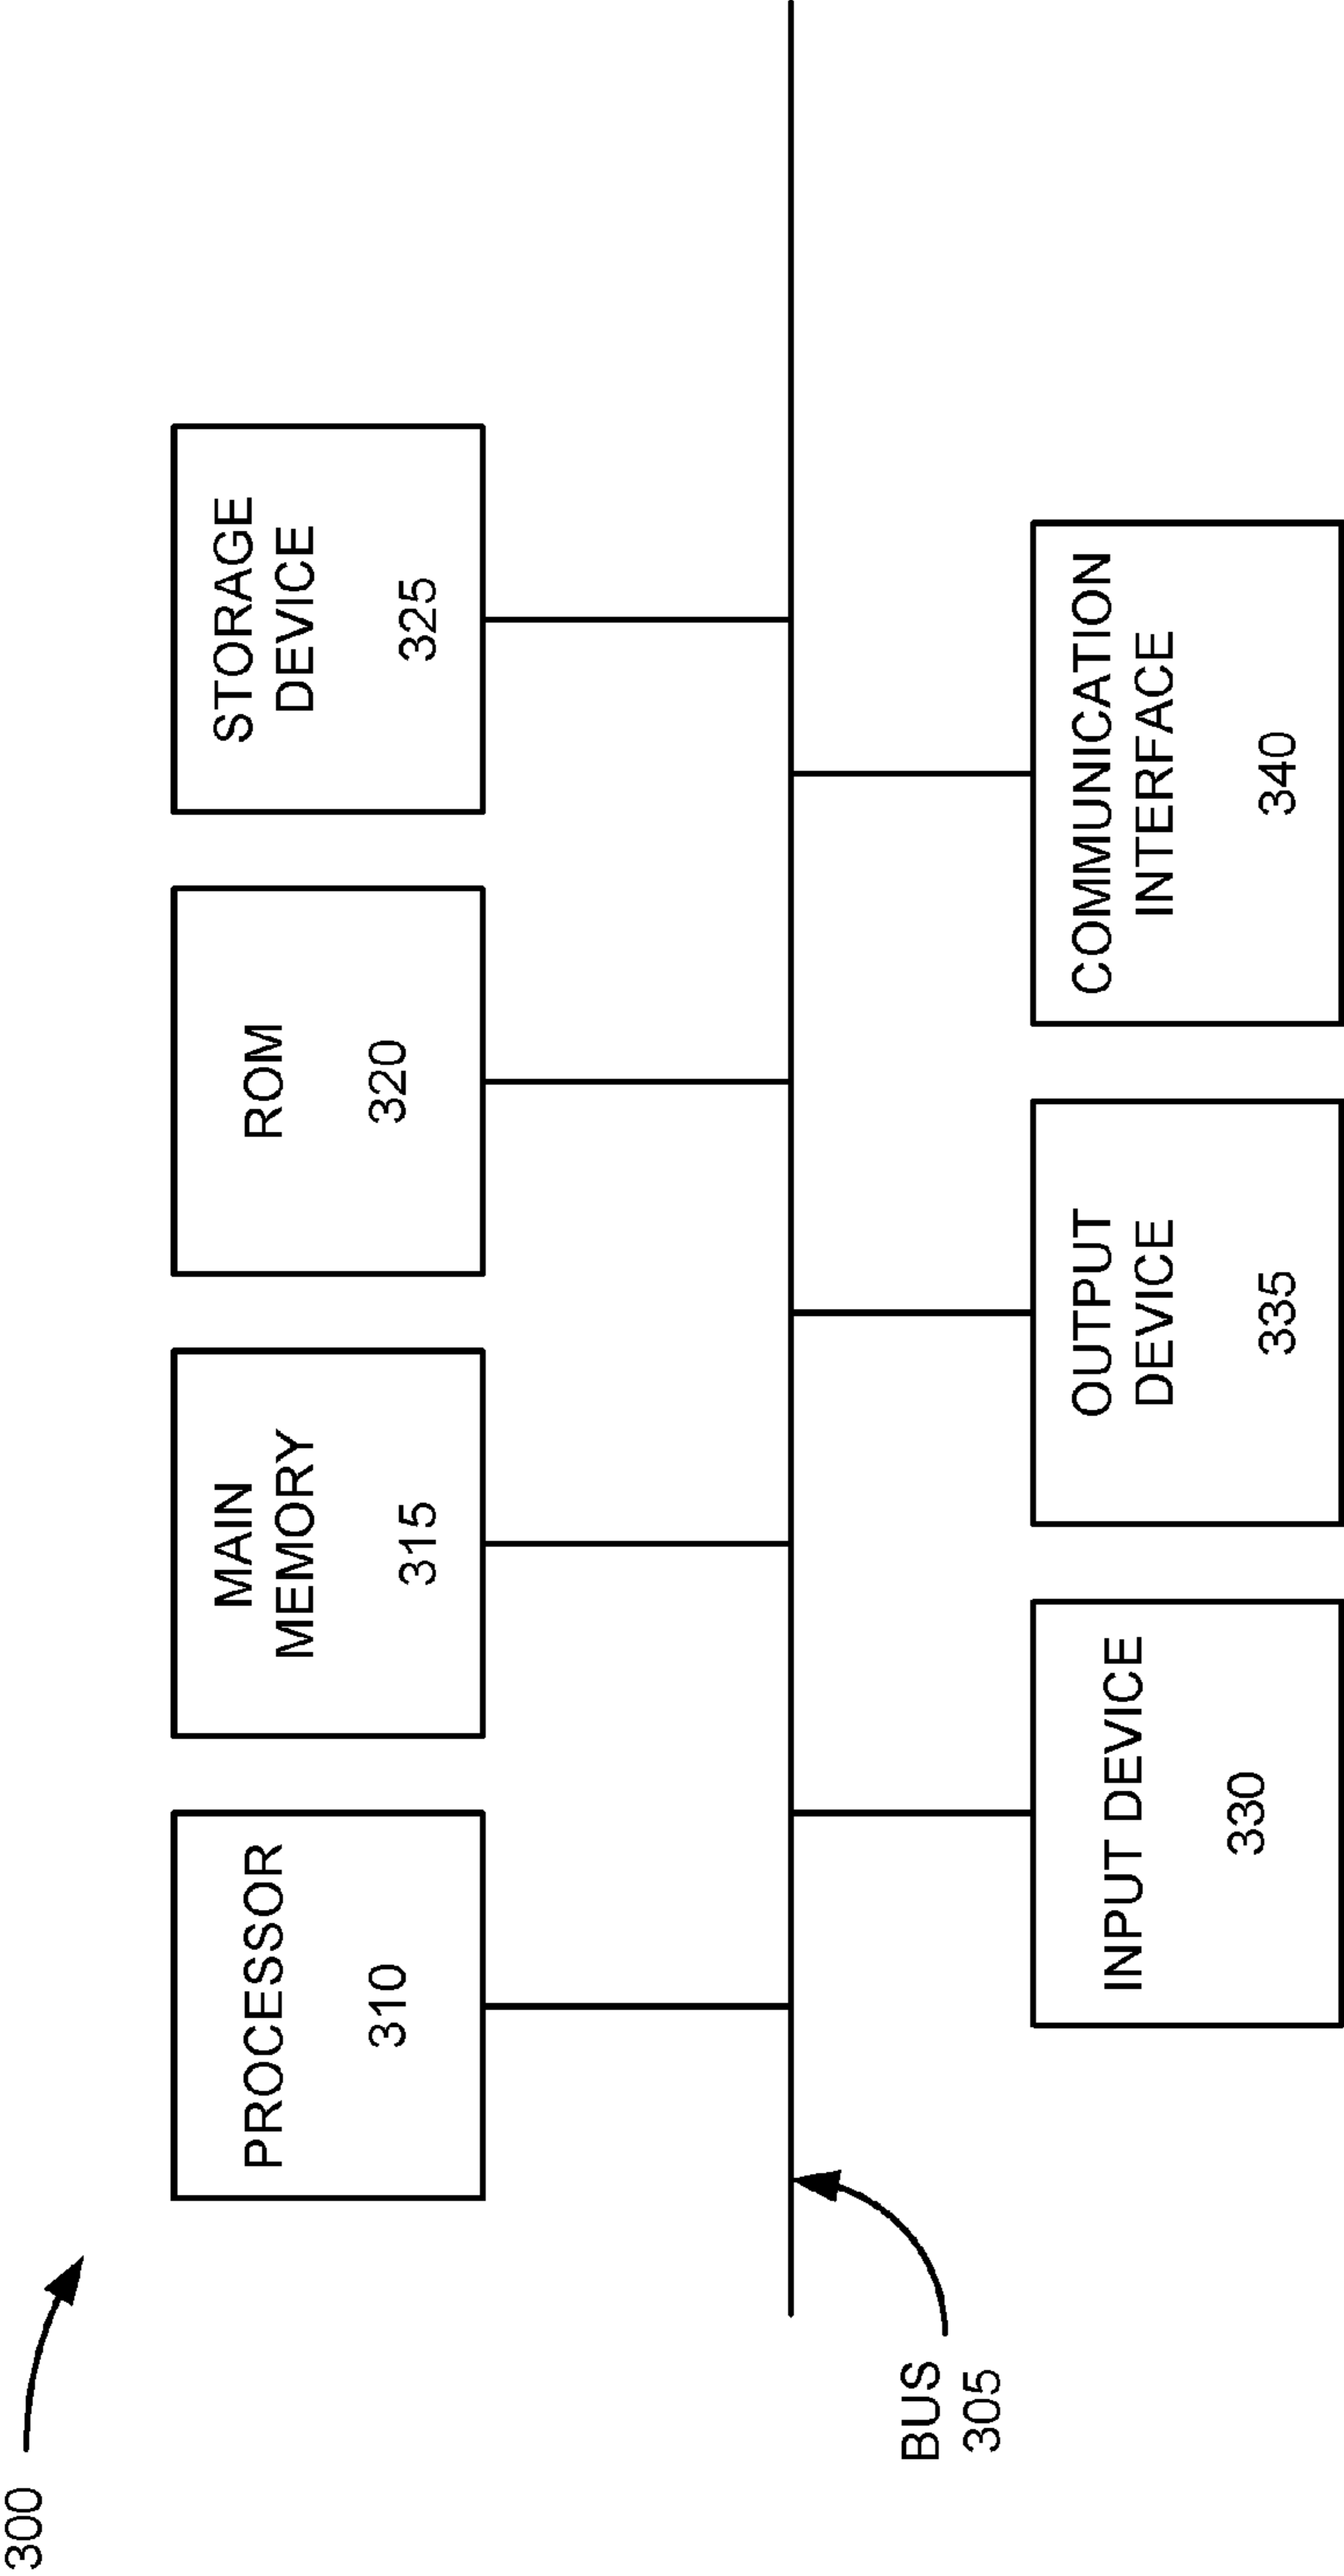 300
PROCESSOR
310
MAIN
MEMORY
315
ROM
320
STORAGE
DEVICE
325
BUS
305
INPUT DEVICE
330
OUTPUT
DEVICE
335
COMMUNICATION
INTERFACE
340